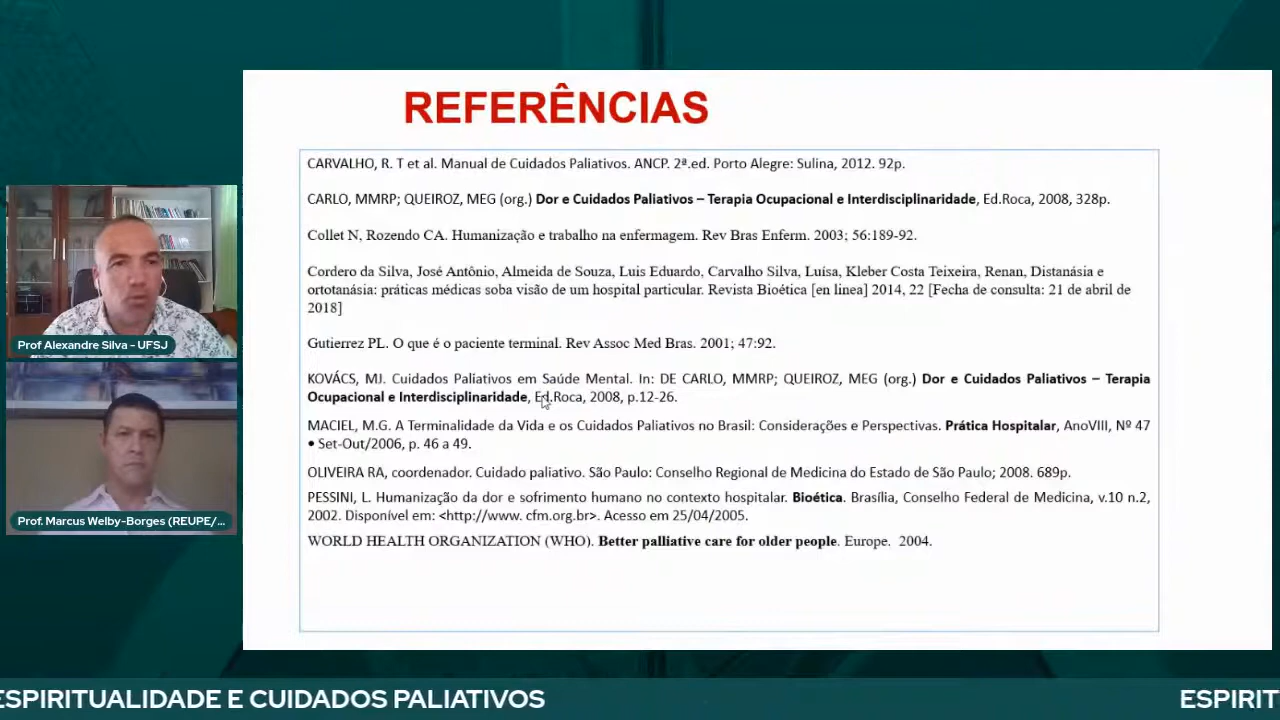 REFERÊNCIAS
CARVALHO, R. T et al. Manual de Cuidados Paliativos. ANCP. 2ª.ed. Porto Alegre: Sulina, 2012. 92p.
CARLO, MMRP; QUEIROZ, MEG (org.) Dor e Cuidados Paliativos – Terapia Ocupacional e Interdisciplinaridade, Ed.Roca, 2008, 328p.
Collet N, Rozendo CA. Humanização e trabalho na enfermagem. Rev Bras Enferm. 2003; 56:189-92.
Cordero da Silva, José Antônio, Almeida de Souza, Luis Eduardo, Carvalho Silva, Luísa, Kleber Costa Teixeira, Renan, Distanásia e
ortotanásia: práticas médicas soba visão de um hospital particular. Revista Bioética [en linea] 2014, 22 [Fecha de consulta: 21 de abril de
2018]
Gutierrez PL. O que é o paciente terminal. Rev Assoc Med Bras. 2001; 47:92.
KOVÁCS, MJ. Cuidados Paliativos em Saúde Mental. In: DE CARLO, MMRP; QUEIROZ, MEG (org.) Dor e Cuidados Paliativos – Terapia
Ocupacional e Interdisciplinaridade, Ed.Roca, 2008, p.12-26.
MACIEL, M.G. A Terminalidade da Vida e os Cuidados Paliativos no Brasil: Considerações e Perspectivas. Prática Hospitalar, AnoVIII, Nº 47
• Set-Out/2006, p. 46 a 49.
OLIVEIRA RA, coordenador. Cuidado paliativo. São Paulo: Conselho Regional de Medicina do Estado de São Paulo; 2008. 689p.
PESSINI, L. Humanização da dor e sofrimento humano no contexto hospitalar. Bioética. Brasília, Conselho Federal de Medicina, v.10 n.2,
2002. Disponível em: <http://www. cfm.org.br>. Acesso em 25/04/2005.
WORLD HEALTH ORGANIZATION (WHO). Better palliative care for older people. Europe. 2004.
Prof Alexandre Silva - UFSJ
Prof. Marcus Welby-Borges (REUPE/...
ESPIRITUALIDADE E CUIDADOS PALIATIVOS
ESPIRIT